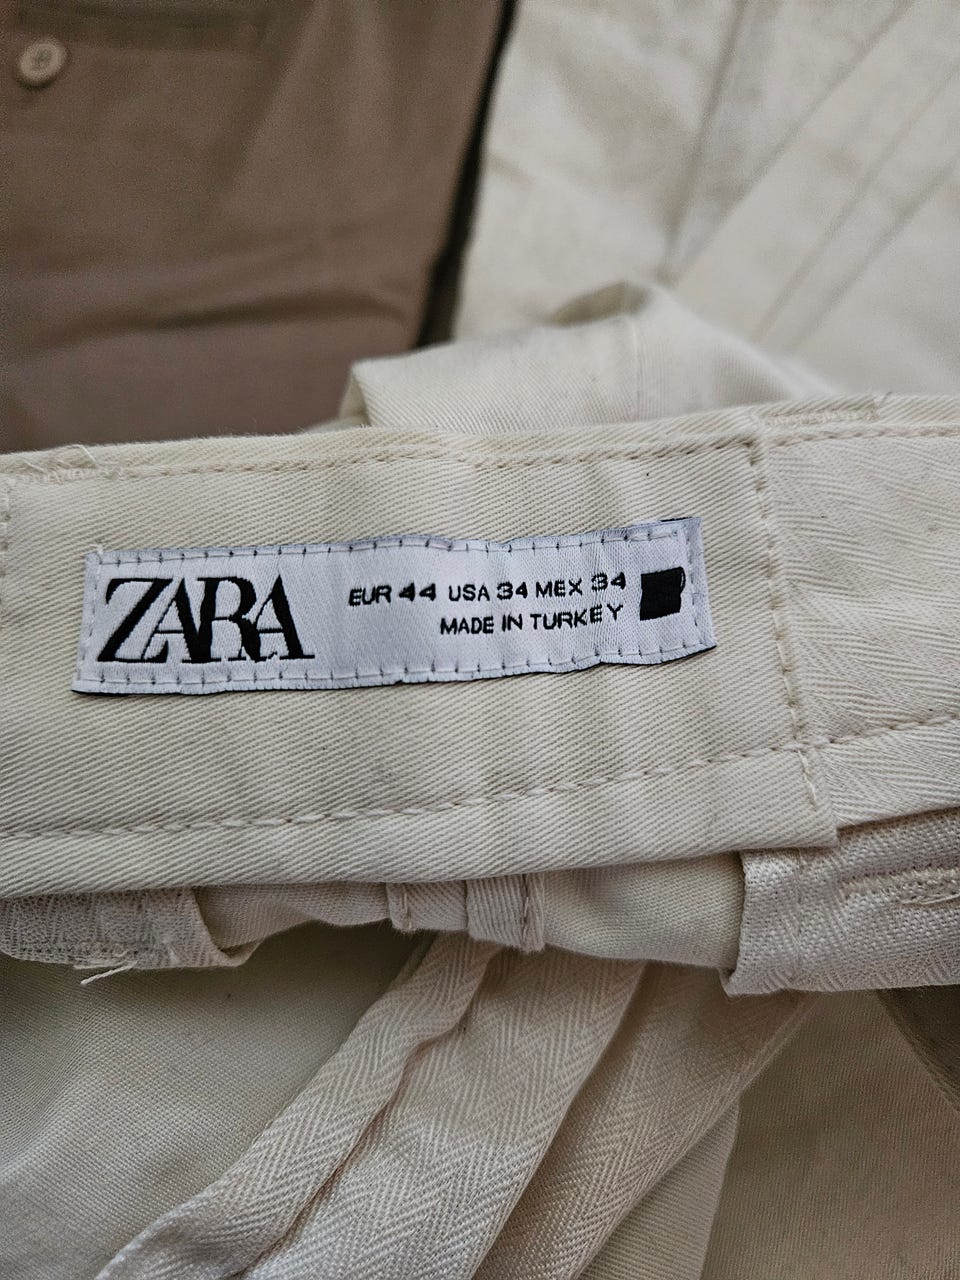 ZARA
EUR 44 USA 34 MEX 34
MADE IN TURKEY